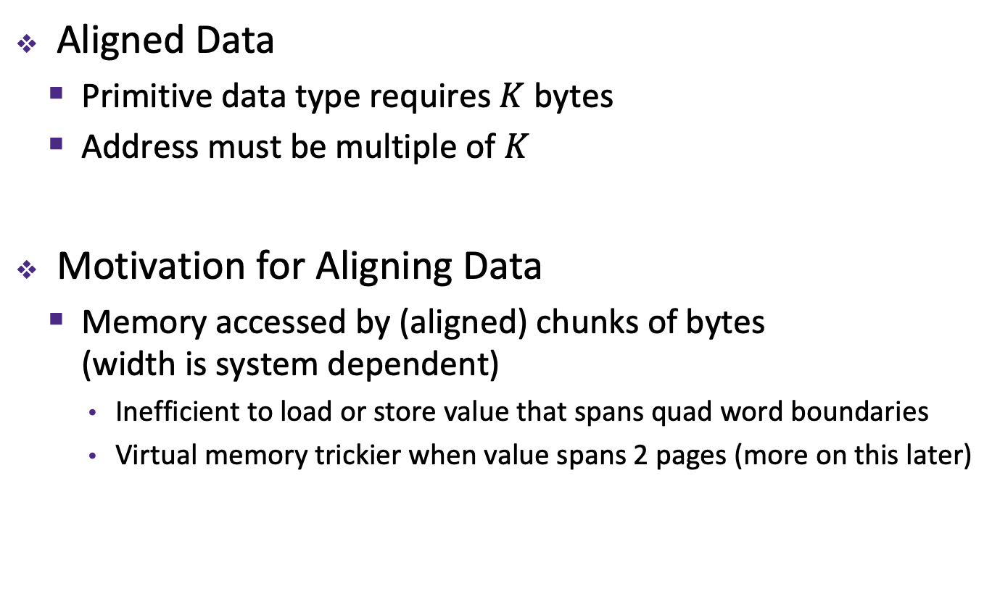 Aligned Data
Primitive data type requires K bytes
Address must be multiple of K
Motivation for Aligning Data
Memory accessed by (aligned) chunks of bytes
(width is system dependent)
Inefficient to load or store value that spans quad word boundaries
Virtual memory trickier when value spans 2 pages (more on this later)